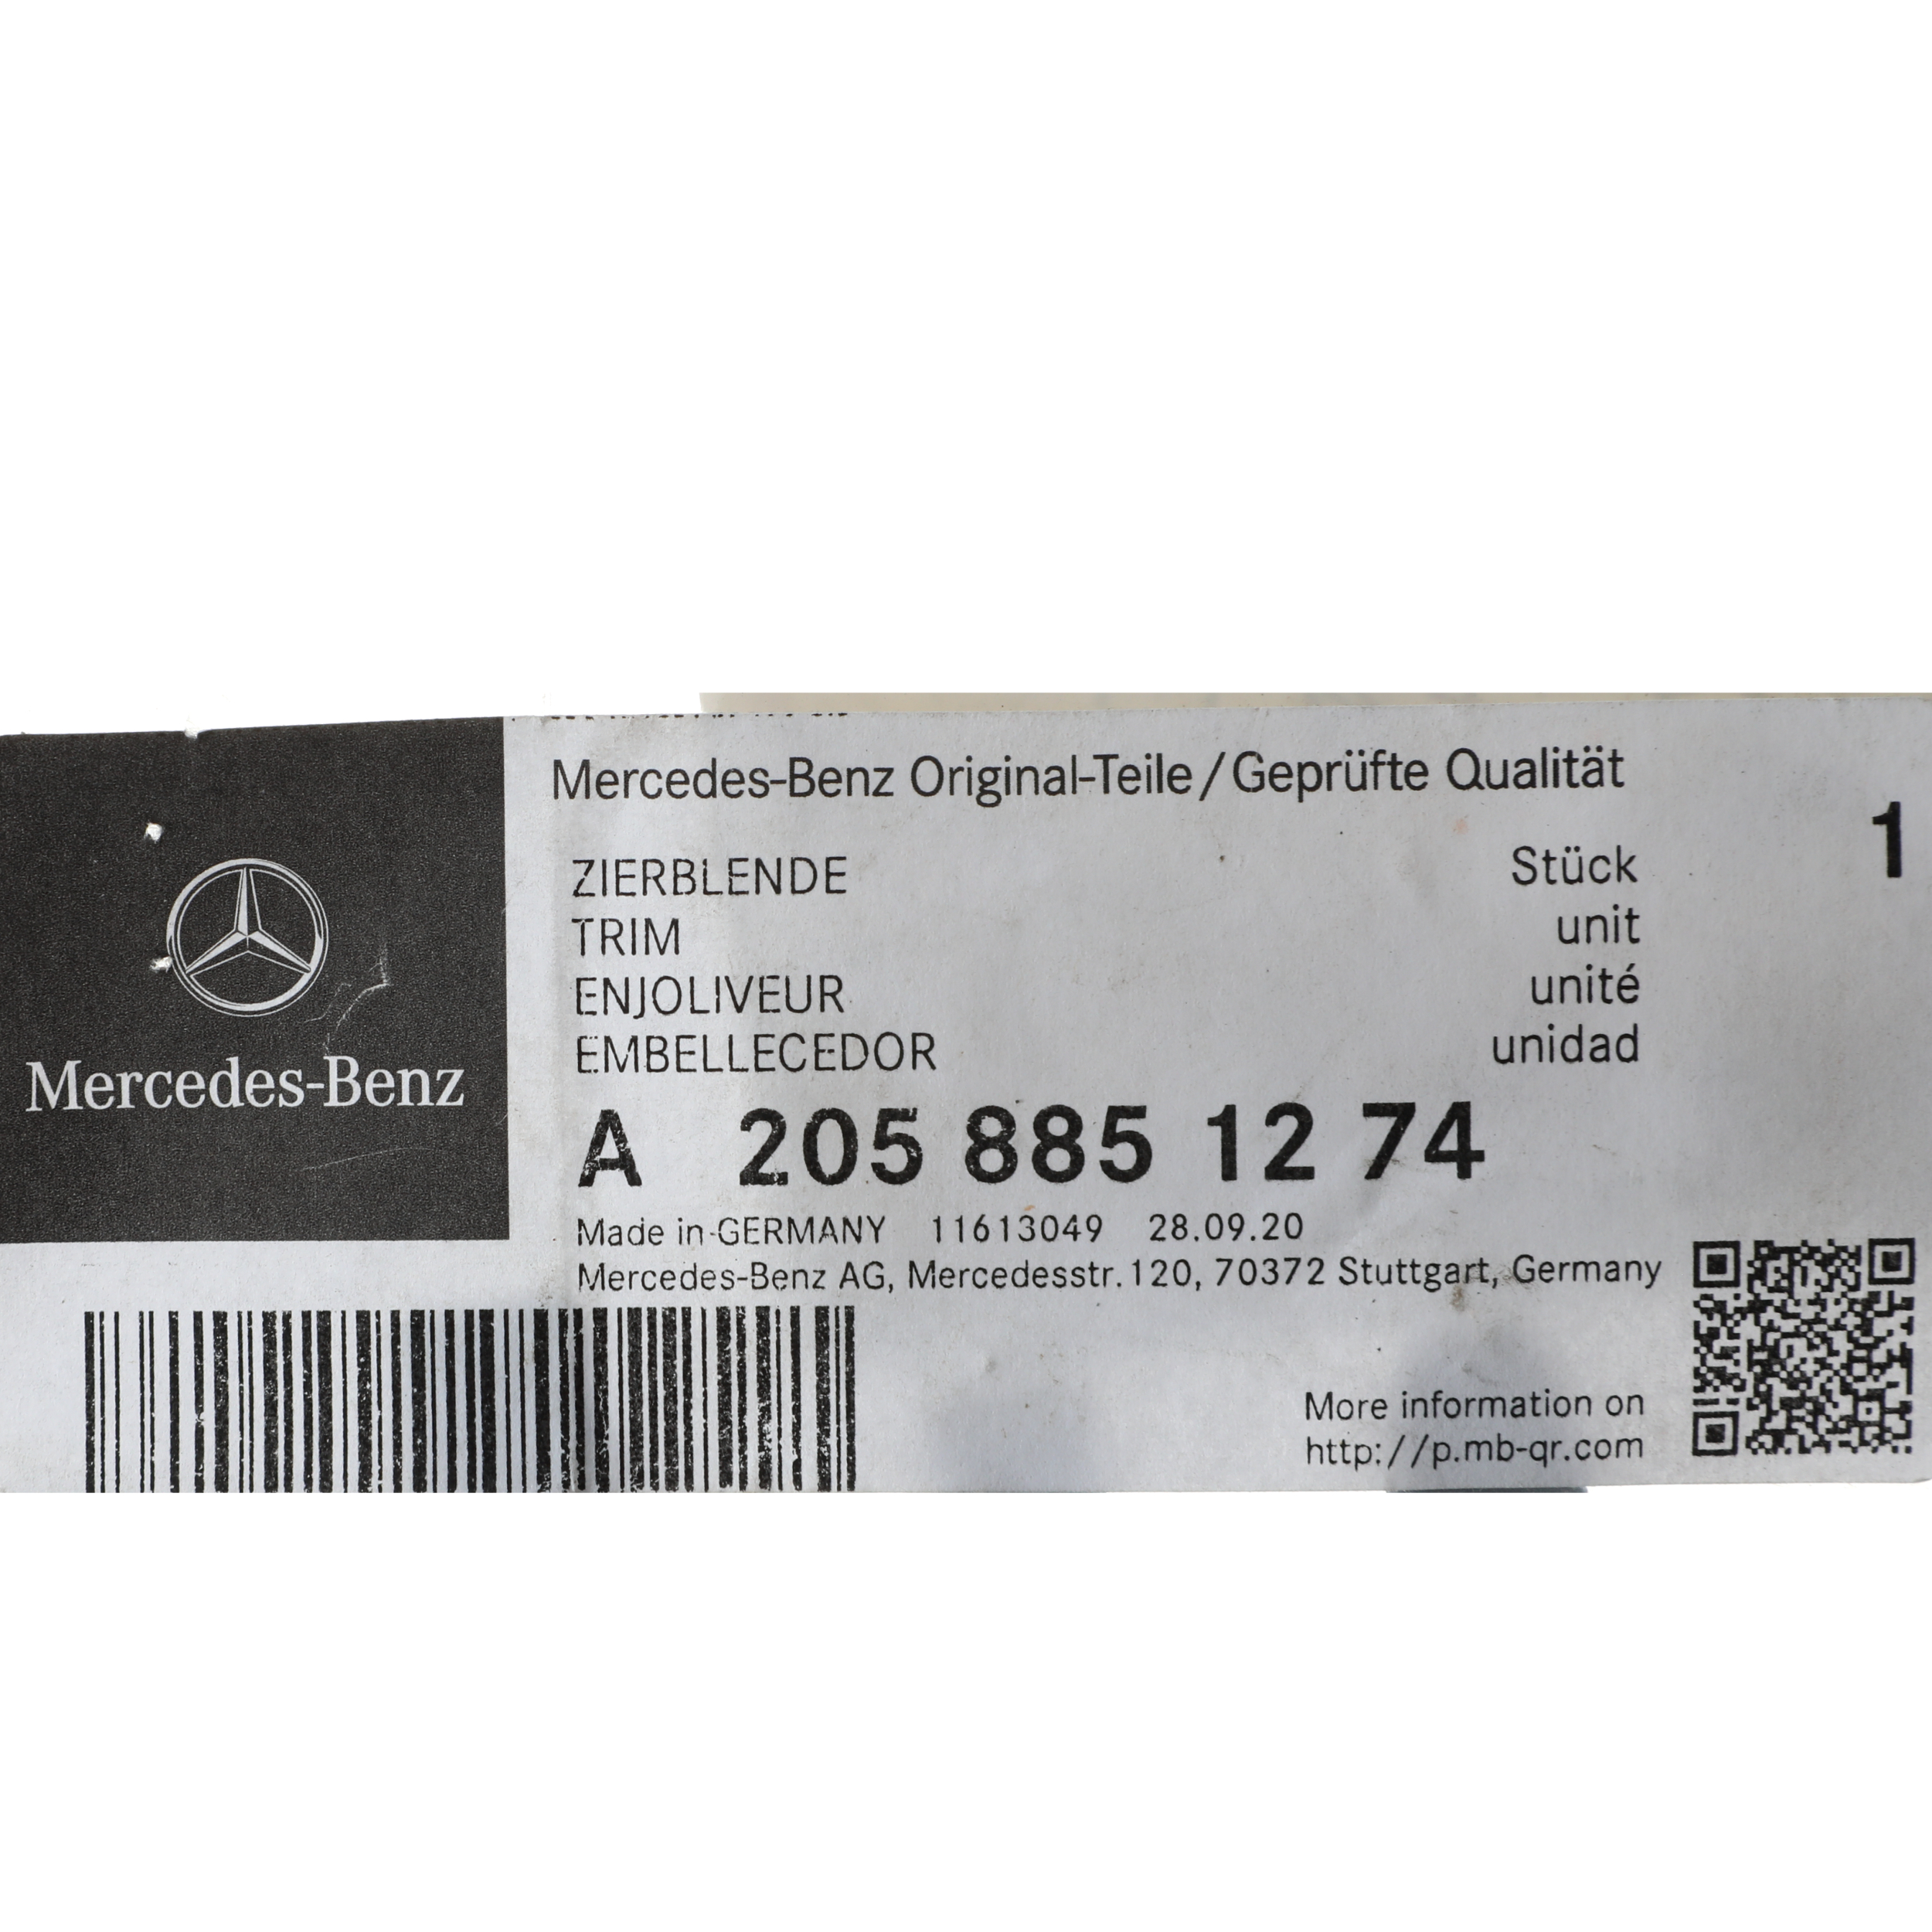 Mercedes-Benz
Mercedes-Benz Original-Teile/Geprüfte Qualität
ZIERBLENDE Stück 1
TRIM unit
ENJOLIVEUR unité
EMBELLECEDOR unidad
A 205 885 12 74
Made in GERMANY 11613049 28.09.20
Mercedes-Benz AG, Mercedesstr. 120, 70372 Stuttgart, Germany
More information on
http://p.mb-qr.com